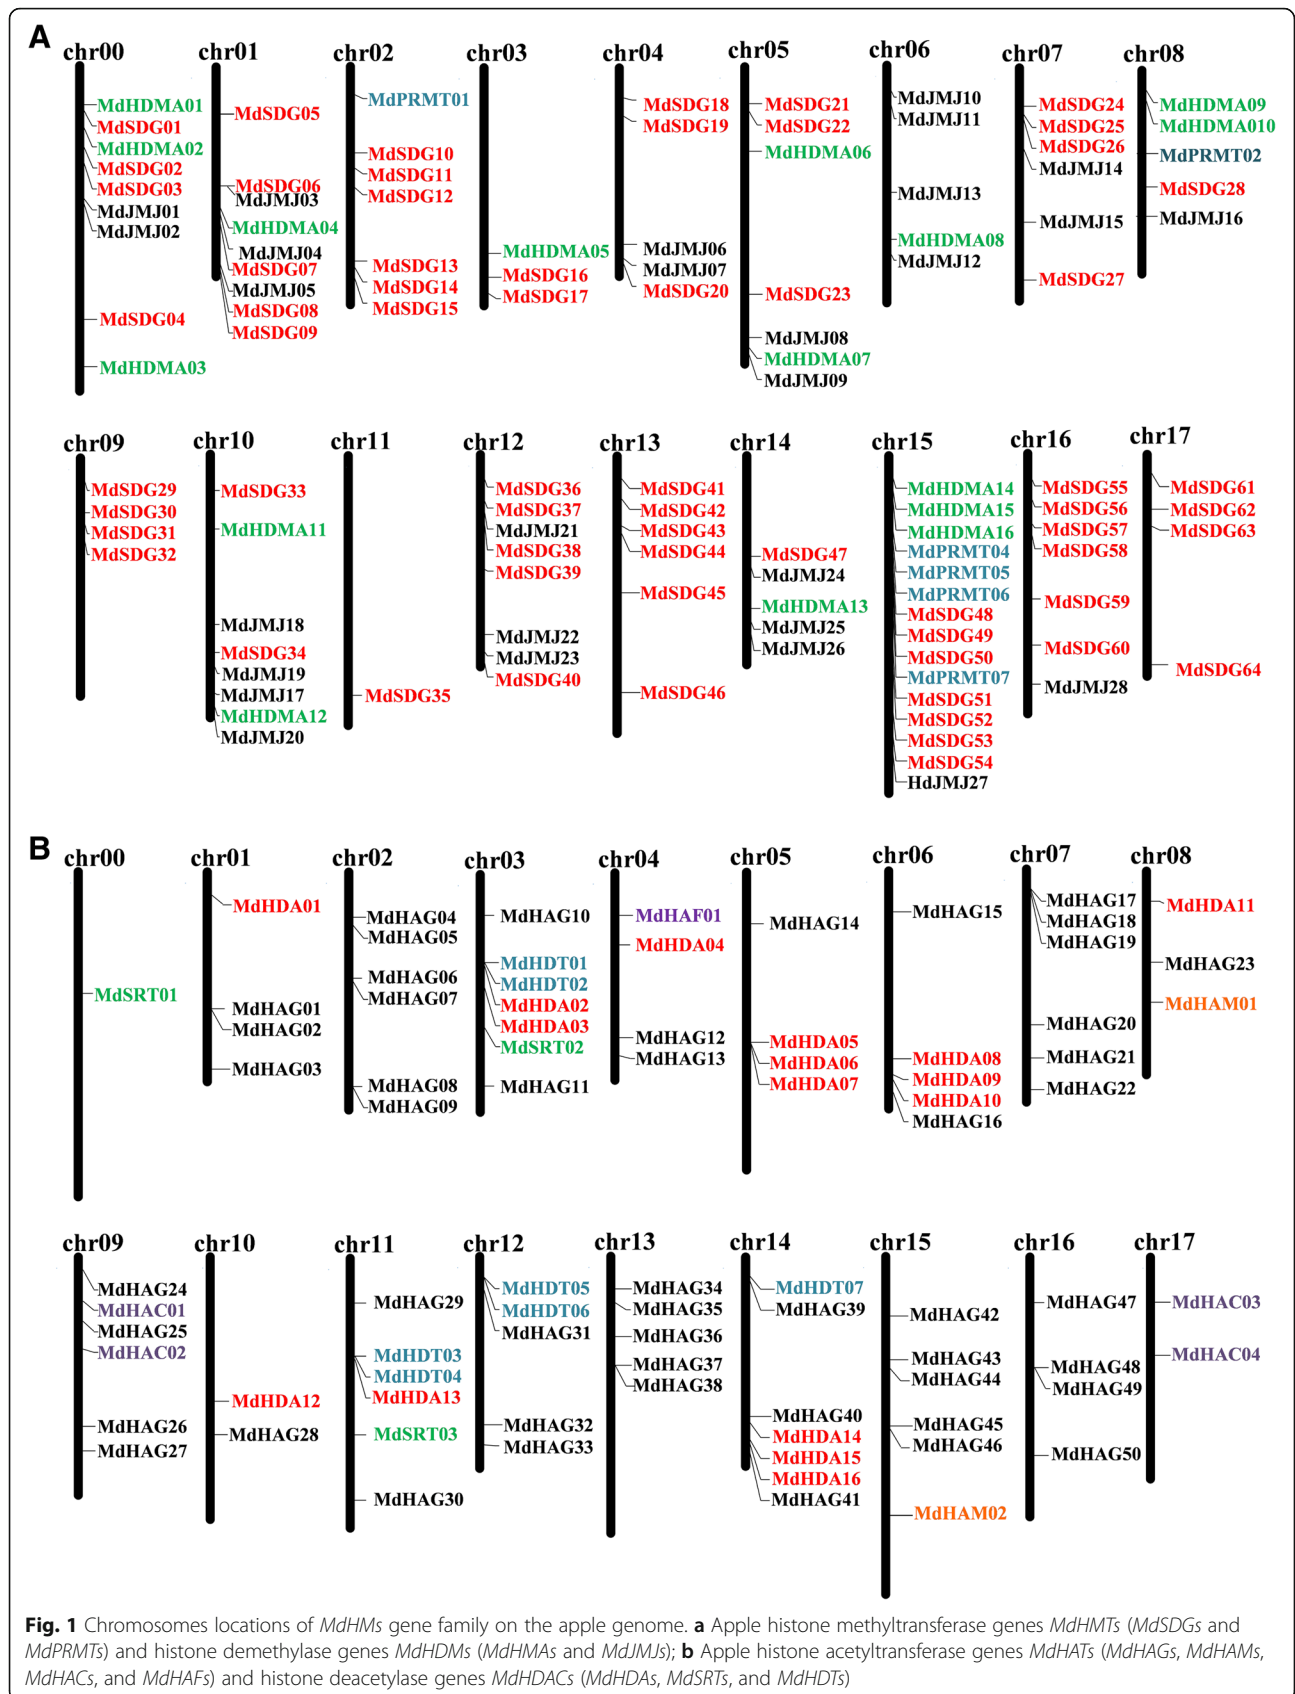 A
chr00 chr01 chr02 chr03 chr04 chr05 chr06 chr07 chr08
MdHDMA01
MdSDG01
MdHDMA02
MdSDG02
MdSDG03
MdJMJ01
MdJMJ02
MdSDG04
MdHDMA03
MdSDG05
MdSDG06
MdJMJ03
MdHDMA04
MdJMJ04
MdSDG07
MdJMJ05
MdSDG08
MdSDG09
MdPRMT01
MdSDG10
MdSDG11
MdSDG12
MdSDG13
MdSDG14
MdSDG15
MdHDMA05
MdSDG16
MdSDG17
MdSDG18
MdSDG19
MdJMJ06
MdJMJ07
MdSDG20
MdSDG21
MdSDG22
MdHDMA06
MdSDG23
MdJMJ08
MdHDMA07
MdJMJ09
MdJMJ10
MdJMJ11
MdJMJ13
MdHDMA08
MdJMJ12
MdSDG24
MdSDG25
MdSDG26
MdJMJ14
MdJMJ15
MdSDG27
MdHDMA09
MdHDMA010
MdPRMT02
MdSDG28
MdJMJ16
chr09 chr10 chr11 chr12 chr13 chr14 chr15 chr16 chr17
MdSDG29
MdSDG30
MdSDG31
MdSDG32
MdSDG33
MdHDMA11
MdJMJ18
MdSDG34
MdJMJ19
MdJMJ17
MdHDMA12
MdJMJ20
MdSDG35
MdSDG36
MdSDG37
MdJMJ21
MdSDG38
MdSDG39
MdJMJ22
MdJMJ23
MdSDG40
MdSDG41
MdSDG42
MdSDG43
MdSDG44
MdSDG45
MdSDG46
MdSDG47
MdJMJ24
MdHDMA13
MdJMJ25
MdJMJ26
MdHDMA14
MdHDMA15
MdHDMA16
MdPRMT04
MdPRMT05
MdPRMT06
MdSDG48
MdSDG49
MdSDG50
MdPRMT07
MdSDG51
MdSDG52
MdSDG53
MdSDG54
HdJMJ27
MdSDG55
MdSDG56
MdSDG57
MdSDG58
MdSDG59
MdSDG60
MdJMJ28
MdSDG61
MdSDG62
MdSDG63
MdSDG64
B
chr00 chr01 chr02 chr03 chr04 chr05 chr06 chr07 chr08
MdSRT01
MdHDA01
MdHAG01
MdHAG02
MdHAG03
MdHAG04
MdHAG05
MdHAG06
MdHAG07
MdHAG08
MdHAG09
MdHAG10
MdHDT01
MdHDT02
MdHDA02
MdHDA03
MdSRT02
MdHAG11
MdHAF01
MdHDA04
MdHAG12
MdHAG13
MdHAG14
MdHDA05
MdHDA06
MdHDA07
MdHAG15
MdHDA08
MdHDA09
MdHDA10
MdHAG16
MdHAG17
MdHAG18
MdHAG19
MdHAG20
MdHAG21
MdHAG22
MdHDA11
MdHAG23
MdHAM01
chr09 chr10 chr11 chr12 chr13 chr14 chr15 chr16 chr17
MdHAG24
MdHAC01
MdHAG25
MdHAC02
MdHAG26
MdHAG27
MdHDA12
MdHAG28
MdHAG29
MdHDT03
MdHDT04
MdHDA13
MdSRT03
MdHAG30
MdHDT05
MdHDT06
MdHAG31
MdHAG32
MdHAG33
MdHAG34
MdHAG35
MdHAG36
MdHAG37
MdHAG38
MdHDT07
MdHAG39
MdHAG40
MdHDA14
MdHDA15
MdHDA16
MdHAG41
MdHAG42
MdHAG43
MdHAG44
MdHAG45
MdHAG46
MdHAM02
MdHAG47
MdHAG48
MdHAG49
MdHAG50
MdHAC03
MdHAC04
Fig. 1 Chromosomes locations of MdHMs gene family on the apple genome. a Apple histone methyltransferase genes MdHMTs (MdSDGs and
MdPRMTs) and histone demethylase genes MdHDMs (MdHMAs and MdJMJs); b Apple histone acetyltransferase genes MdHATs (MdHAGs, MdHAMs,
MdHACs, and MdHAFs) and histone deacetylase genes MdHDACs (MdHDAs, MdSRTs, and MdHDTs)